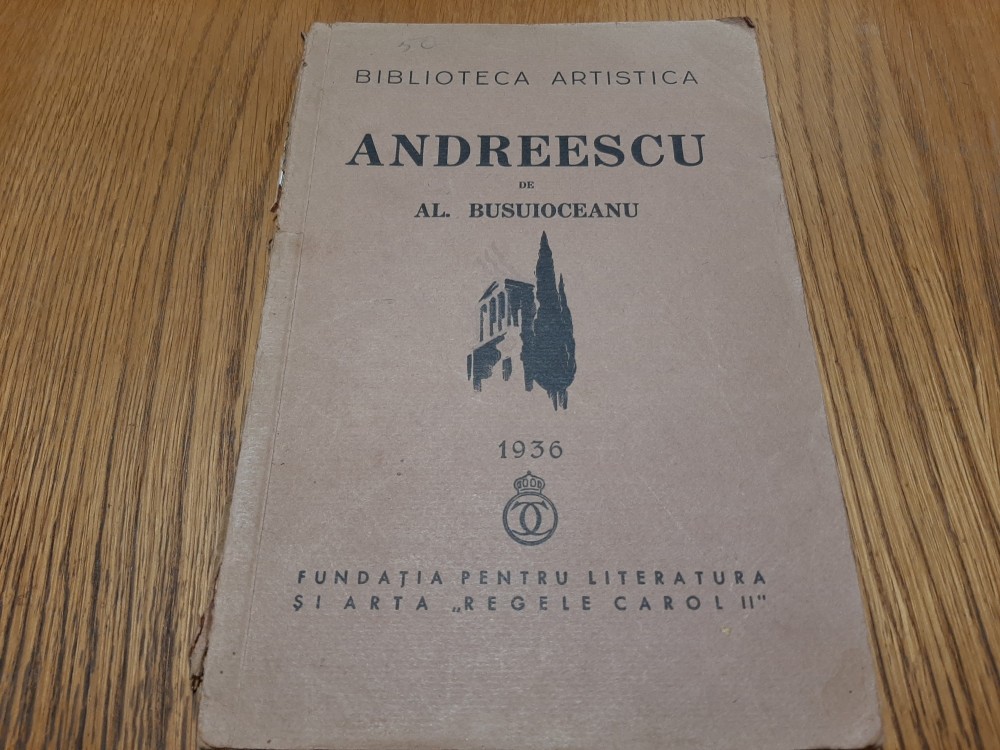 50
BIBLIOTECA ARTISTICA
ANDREESCU
DE
AL. BUSUIOCEANU
1936
FUNDAȚIA PENTRU LITERATURA
ȘI ARTA „REGELE CAROL II"